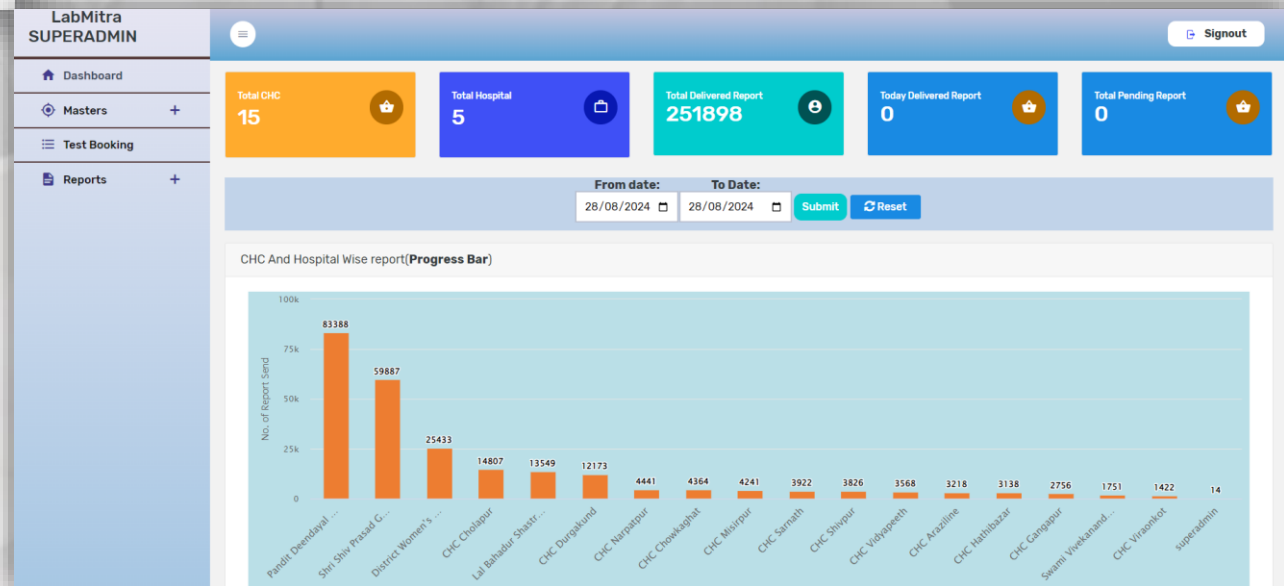 LabMitra
SUPERADMIN
Signout
Dashboard
Masters +
Test Booking
Reports +
Total CHC
15
Total Hospital
5
Total Delivered Report
251898
Today Delivered Report
0
Total Pending Report
0
From date: To Date:
28/08/2024 28/08/2024 Submit Reset
CHC And Hospital Wise report(Progress Bar)
No. of Report Send
100k
75k
50k
25k
0
83388
59887
25433
14807
13549
12173
4441
4364
4241
3922
3826
3568
3218
3138
2756
1751
1422
14
Pandit Deendayal ...
Shri Shiv Prasad G...
District Women's ...
CHC Cholapur
Lal Bahadur Shastr...
CHC Durgakund
CHC Narpatpur
CHC Chowkaghat
CHC Misirpur
CHC Sarnath
CHC Shivpur
CHC Vidyapeeth
CHC Araziline
CHC Hathibazar
CHC Gangapur
Swami Vivekanand...
CHC Viraonkot
superadmin